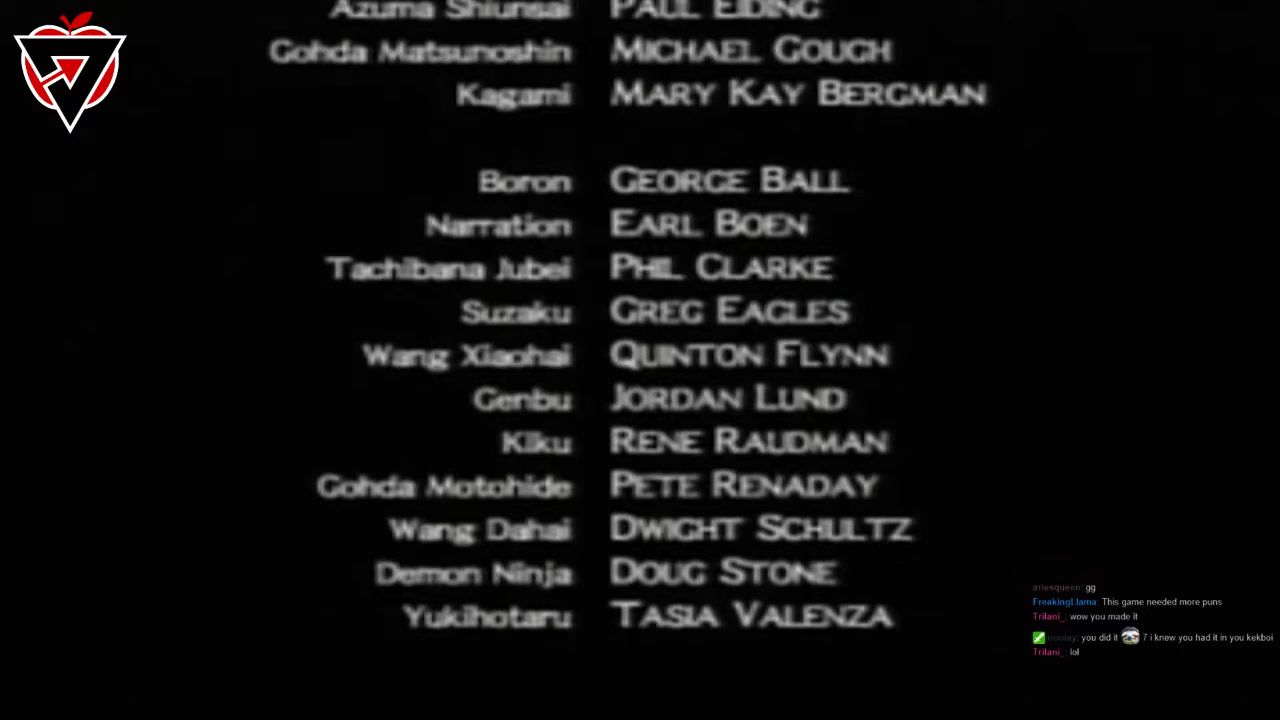 Azuma Shiunsai PAUL EIDING
Gohda Matsunoshin MICHAEL GOUGH
Kagami MARY KAY BERGMAN
Boron GEORGE BALL
Narration EARL BOEN
Tachibana Jubei PHIL CLARKE
Suzaku GREG EAGLES
Wang Xiaohai QUINTON FLYNN
Genbu JORDAN LUND
Kiku RENE RAUDMAN
Gohda Motohide PETE RENADAY
Wang Dahai DWIGHT SCHULTZ
Demon Ninja DOUG STONE
Yukihotaru TASIA VALENZA
ariesqueen: gg
FreakingLlama: This game needed more puns
Trilani_: wow you made it
ooolay: you did it 7 i knew you had it in you kekboi
Trilani_: lol